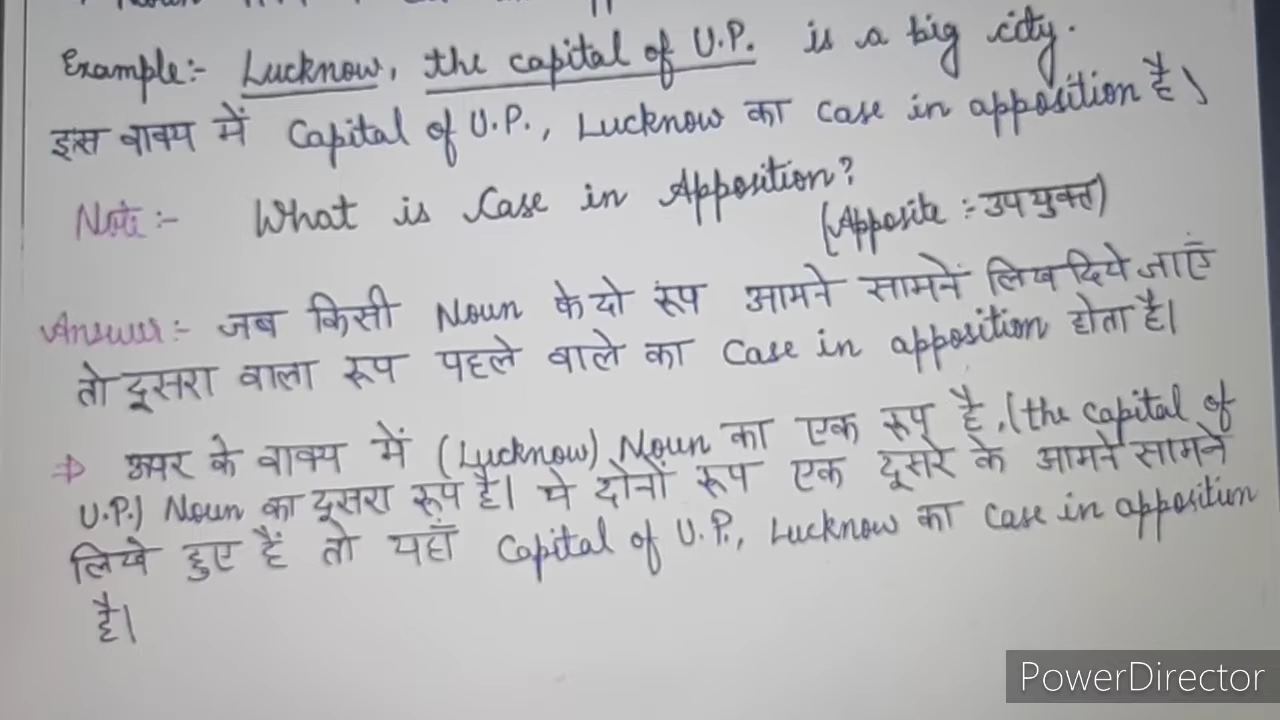 Example:- Lucknow, the capital of U.P. is a big city.
इस वाक्य में Capital of U.P., Lucknow का Case in apposition है।
Note:- What is Case in Apposition?
(Apposite :- उपयुक्त)
Answer:- जब किसी Noun के दो रूप आमने सामने लिख दिये जाएँ
तो दूसरा वाला रूप पहले वाले का Case in apposition होता है।
⇒ ऊपर के वाक्य में (Lucknow) Noun का एक रूप है, (the capital of
U.P.) Noun का दूसरा रूप है। ये दोनों रूप एक दूसरे के आमने सामने
लिखे हुए हैं तो यहाँ Capital of U.P., Lucknow का Case in apposition
है।
PowerDirector